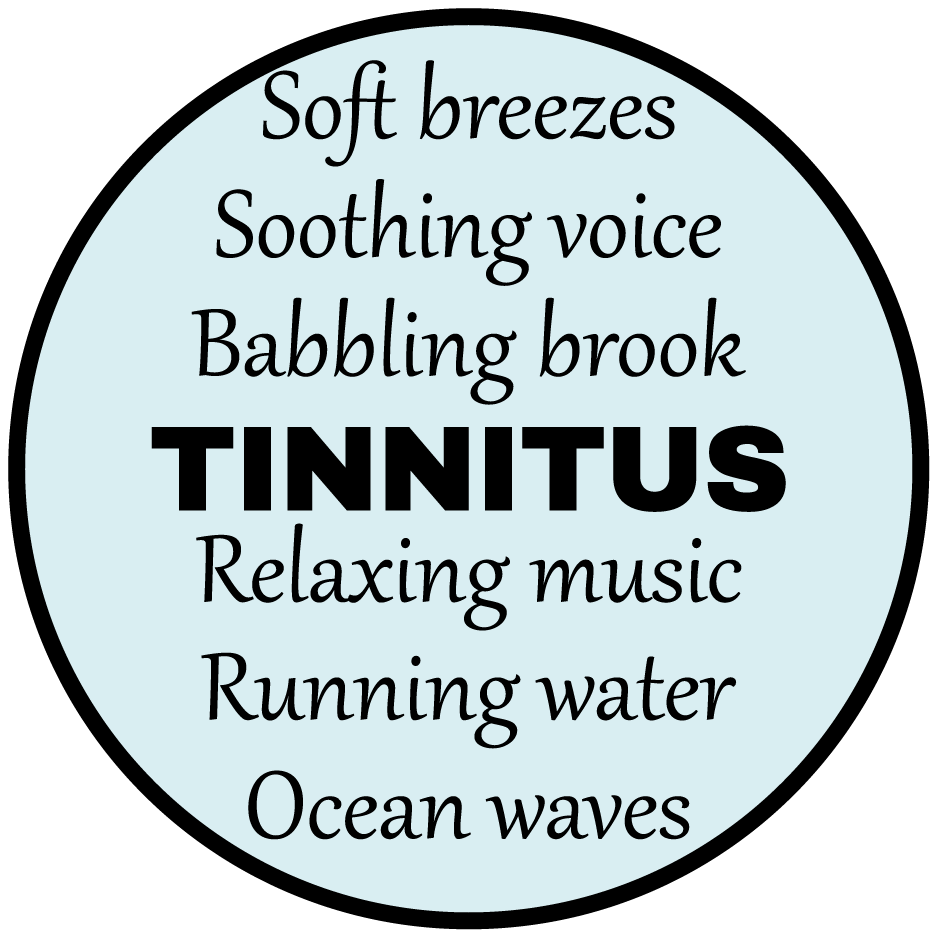 Soft breezes
Soothing voice
Babbling brook
TINNITUS
Relaxing music
Running water
Ocean waves